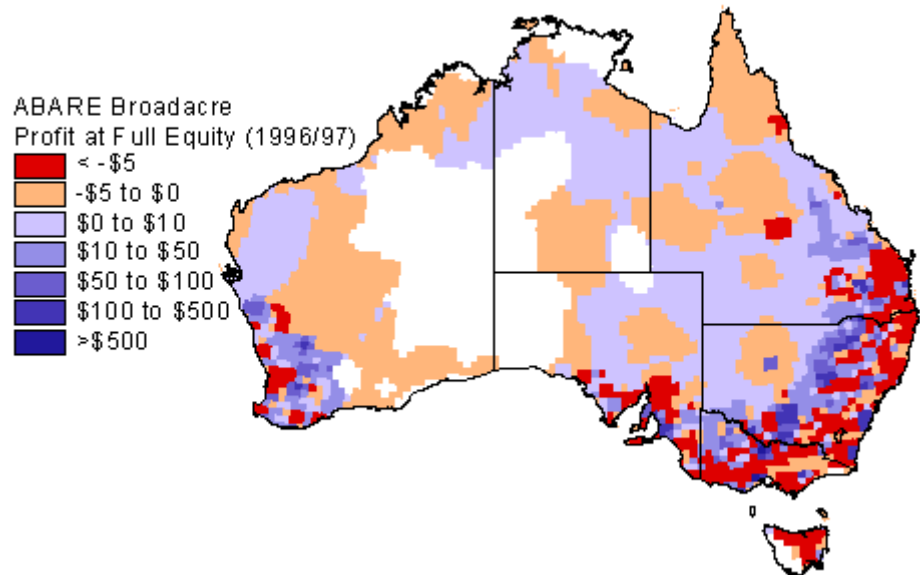 ABARE Broadacre
Profit at Full Equity (1996/97)
< -$5
-$5 to $0
$0 to $10
$10 to $50
$50 to $100
$100 to $500
>$500